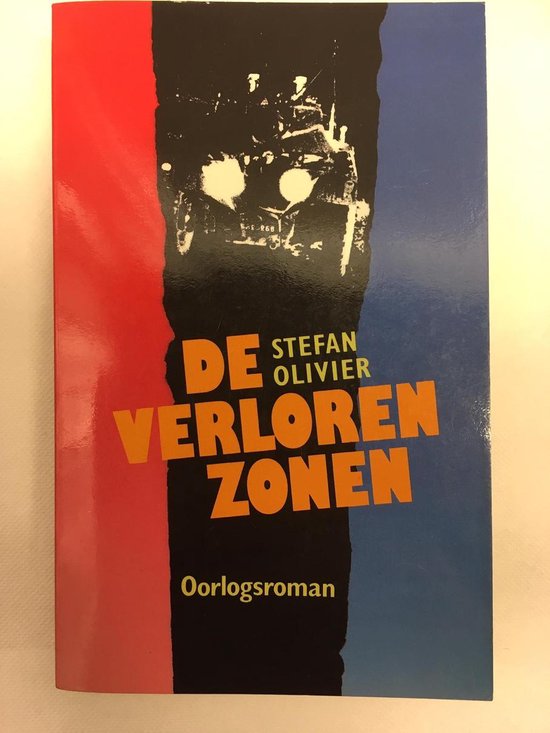 STEFAN
OLIVIER
DE
VERLOREN
ZONEN
Oorlogsroman